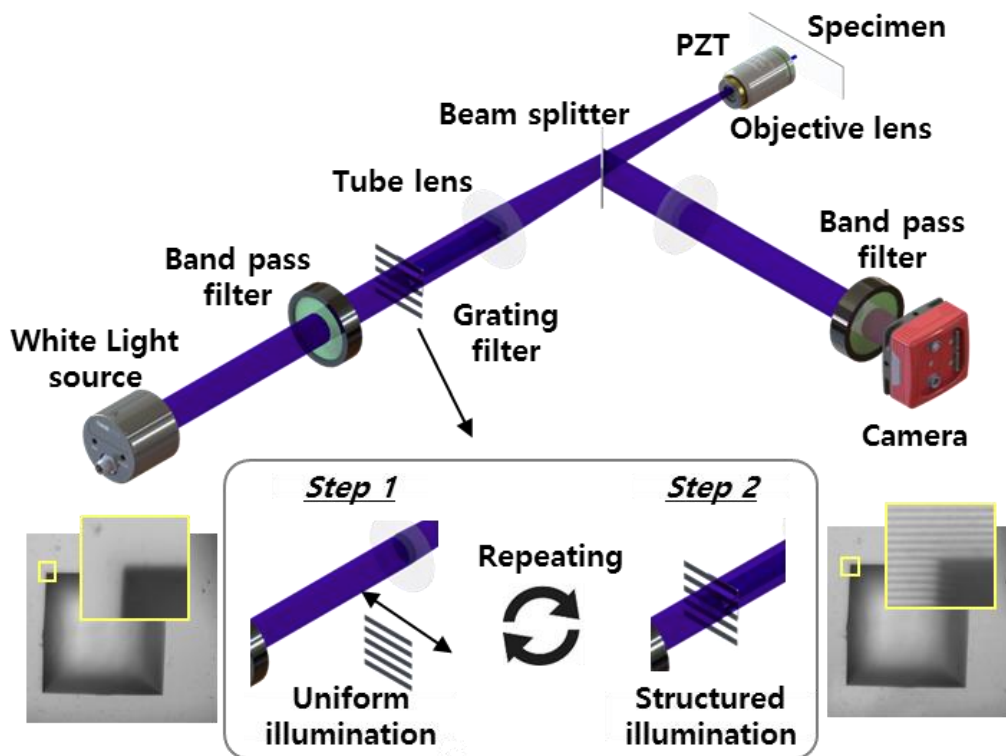 Specimen
PZT
Objective lens
Beam splitter
Tube lens
Band pass
filter
Band pass
filter
Grating
filter
White Light
source
Camera
Step 1
Step 2
Repeating
Uniform
illumination
Structured
illumination